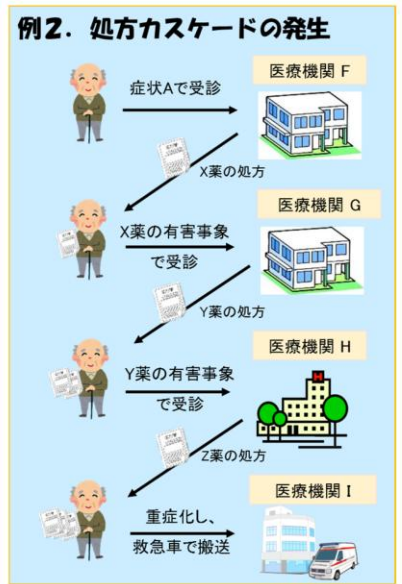 例2．処方カスケードの発生
医療機関 F
症状Aで受診
X薬の処方
医療機関 G
X薬の有害事象
で受診
Y薬の処方
医療機関 H
Y薬の有害事象
で受診
H
Z薬の処方
医療機関 I
重症化し、
救急車で搬送